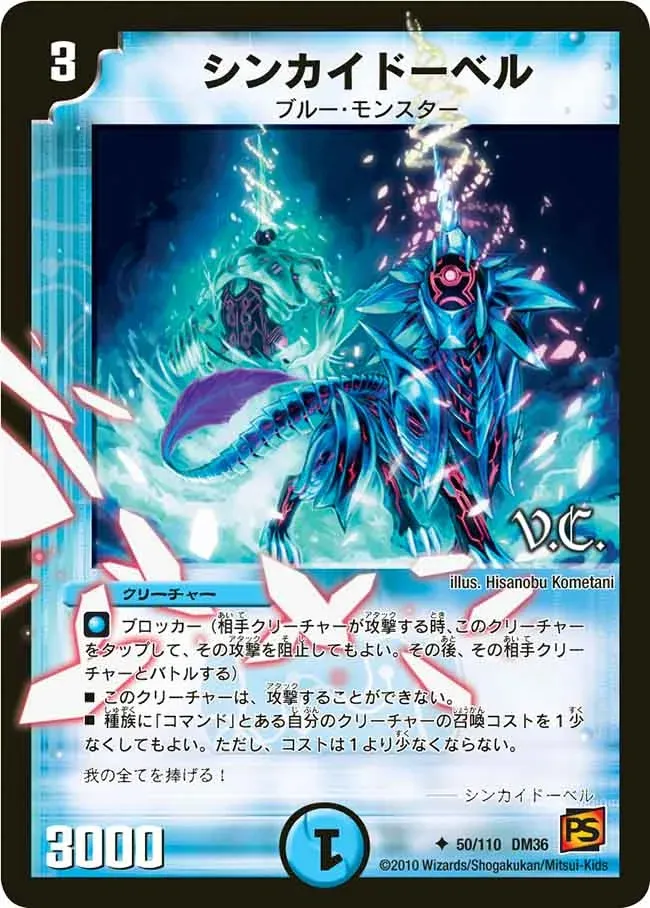 3
シンカイドーベル
ブルー・モンスター
V.C.
illus. Hisanobu Kometani
クリーチャー
ブロッカー（相手クリーチャーが攻撃する時、このクリーチャー
をタップして、その攻撃を阻止してもよい。その後、その相手クリー
チャーとバトルする）
■ このクリーチャーは、攻撃することができない。
■ 種族に「コマンド」とある自分のクリーチャーの召喚コストを1少
なくしてもよい。ただし、コストは1より少なくならない。
我の全てを捧げる！
—— シンカイドーベル
3000
1
50/110 DM36
PS
©2010 Wizards/Shogakukan/Mitsui-Kids